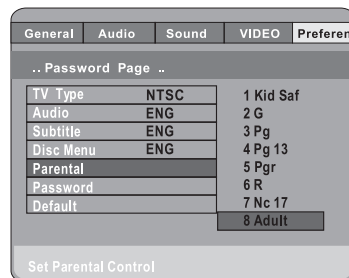 General Audio Sound VIDEO Preferen
.. Password Page ..
TV Type NTSC
Audio ENG
Subtitle ENG
Disc Menu ENG
Parental
Password
Default
1 Kid Saf
2 G
3 Pg
4 Pg 13
5 Pgr
6 R
7 Nc 17
8 Adult
Set Parental Control